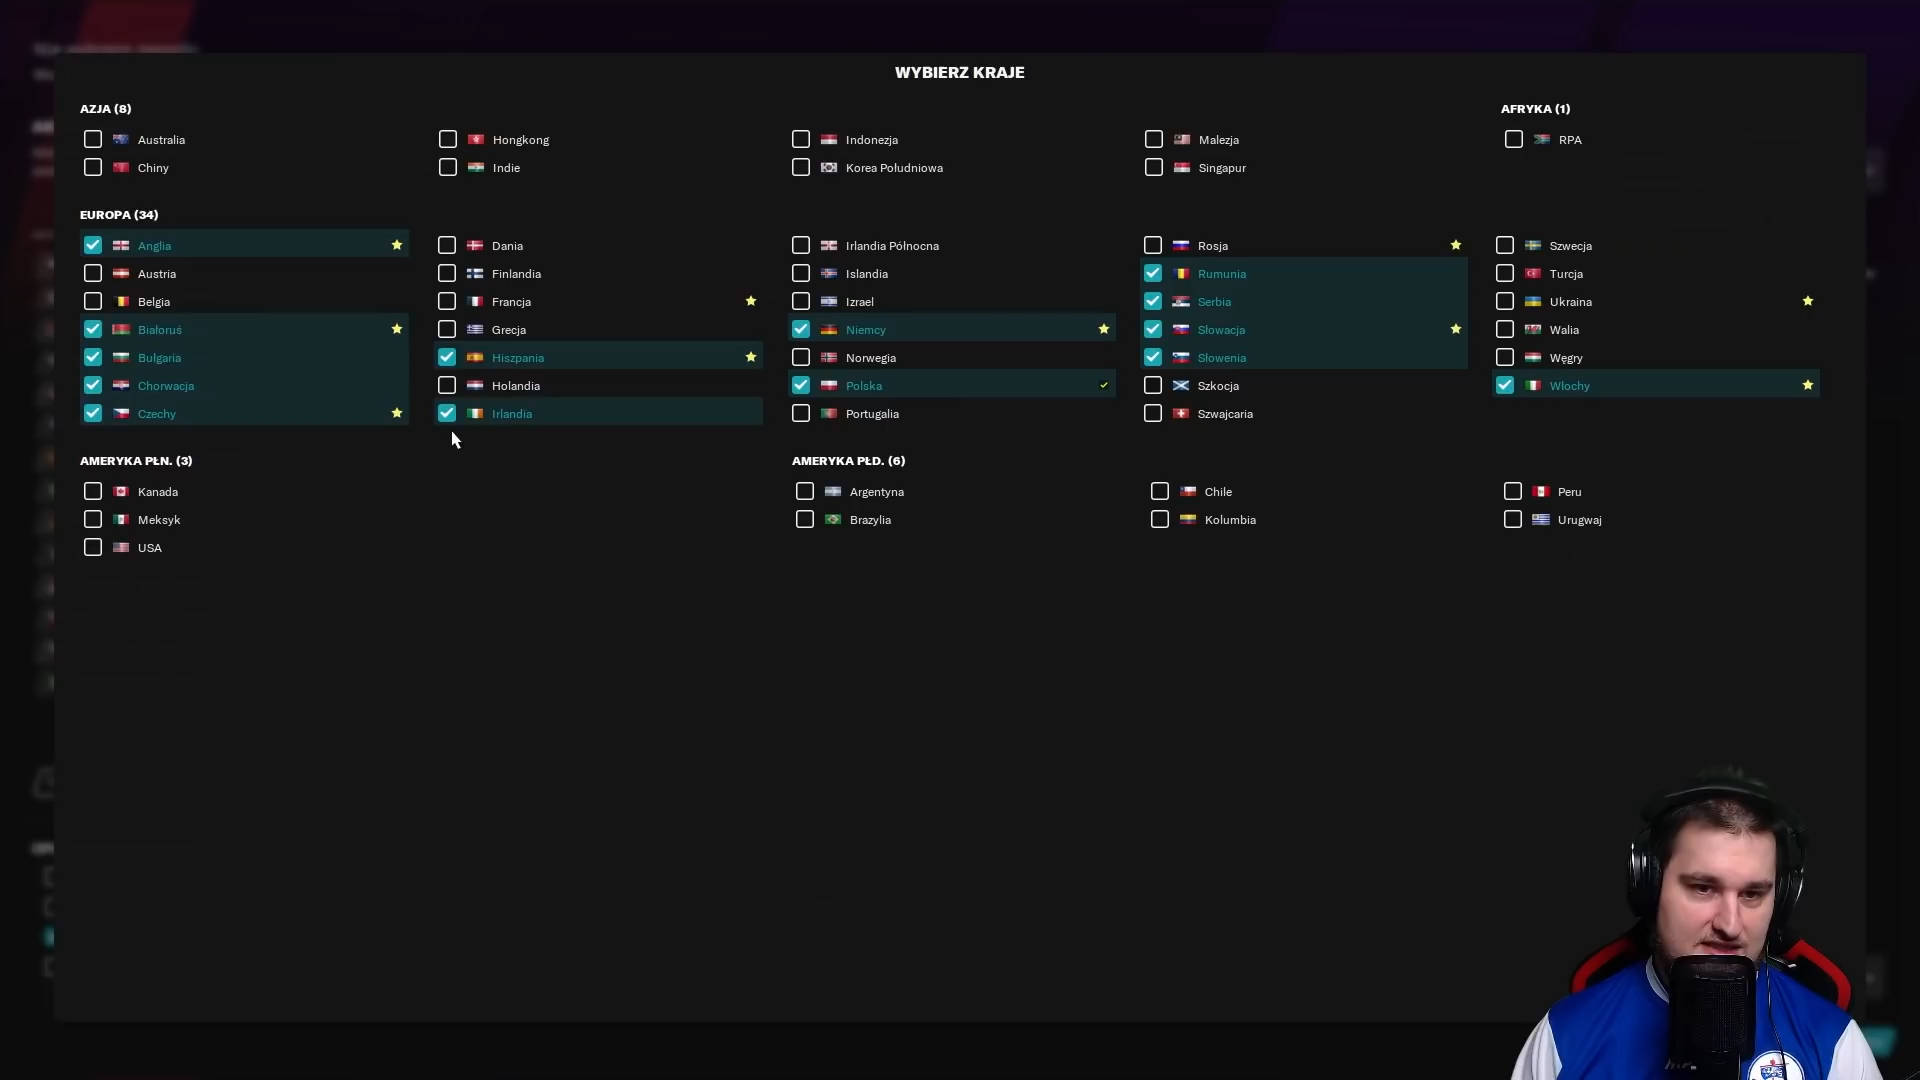 WYBIERZ KRAJE
AZJA (8)
Australia
Chiny
Hongkong
Indie
Indonezja
Korea Południowa
Malezja
Singapur
AFRYKA (1)
RPA
EUROPA (34)
Anglia
Austria
Belgia
Białoruś
Bułgaria
Chorwacja
Czechy
Dania
Finlandia
Francja
Grecja
Hiszpania
Holandia
Irlandia
Irlandia Północna
Islandia
Izrael
Niemcy
Norwegia
Polska
Portugalia
Rosja
Rumunia
Serbia
Słowacja
Słowenia
Szkocja
Szwajcaria
Szwecja
Turcja
Ukraina
Walia
Węgry
Włochy
AMERYKA PŁN. (3)
Kanada
Meksyk
USA
AMERYKA PŁD. (6)
Argentyna
Brazylia
Chile
Kolumbia
Peru
Urugwaj